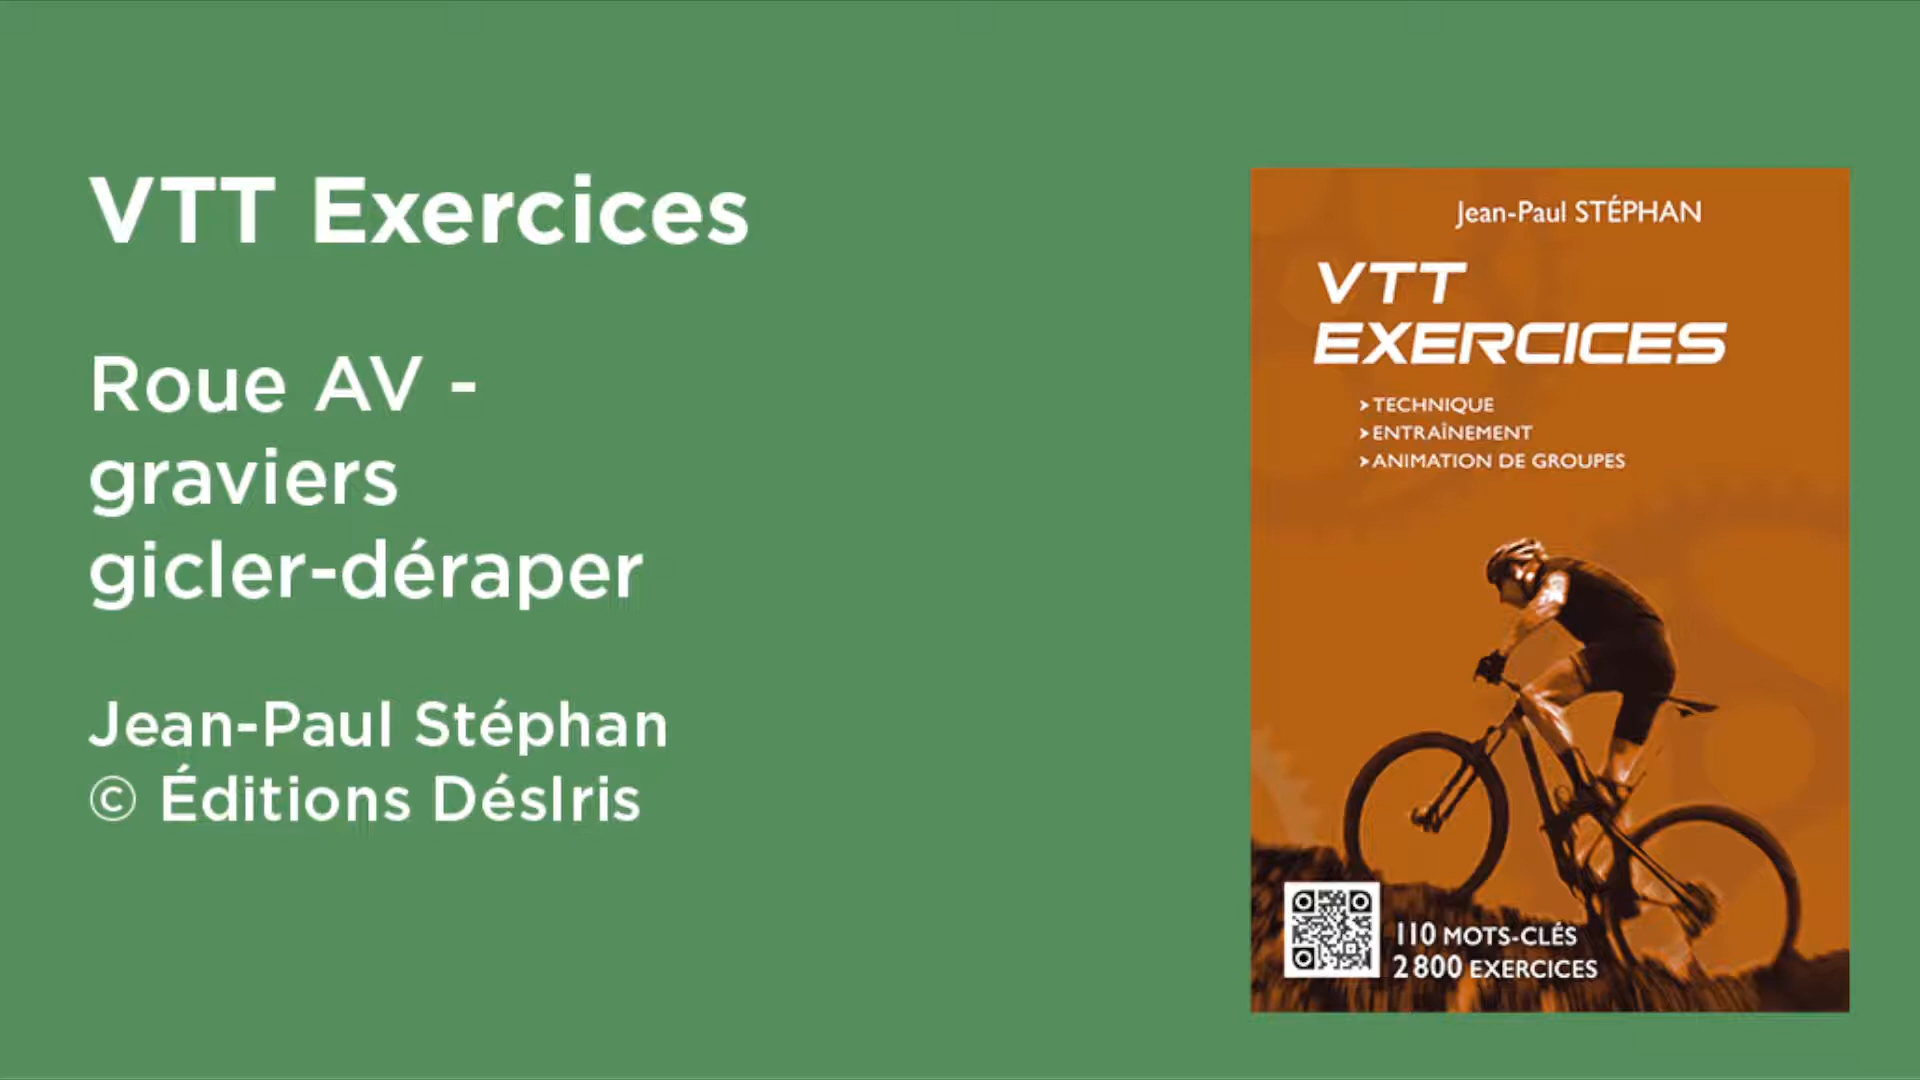 VTT Exercices
Roue AV -
graviers
gicler-déraper
Jean-Paul Stéphan
© Éditions DésIris
Jean-Paul STÉPHAN
VTT
EXERCICES
> TECHNIQUE
> ENTRAÎNEMENT
> ANIMATION DE GROUPES
110 MOTS-CLÉS
2 800 EXERCICES